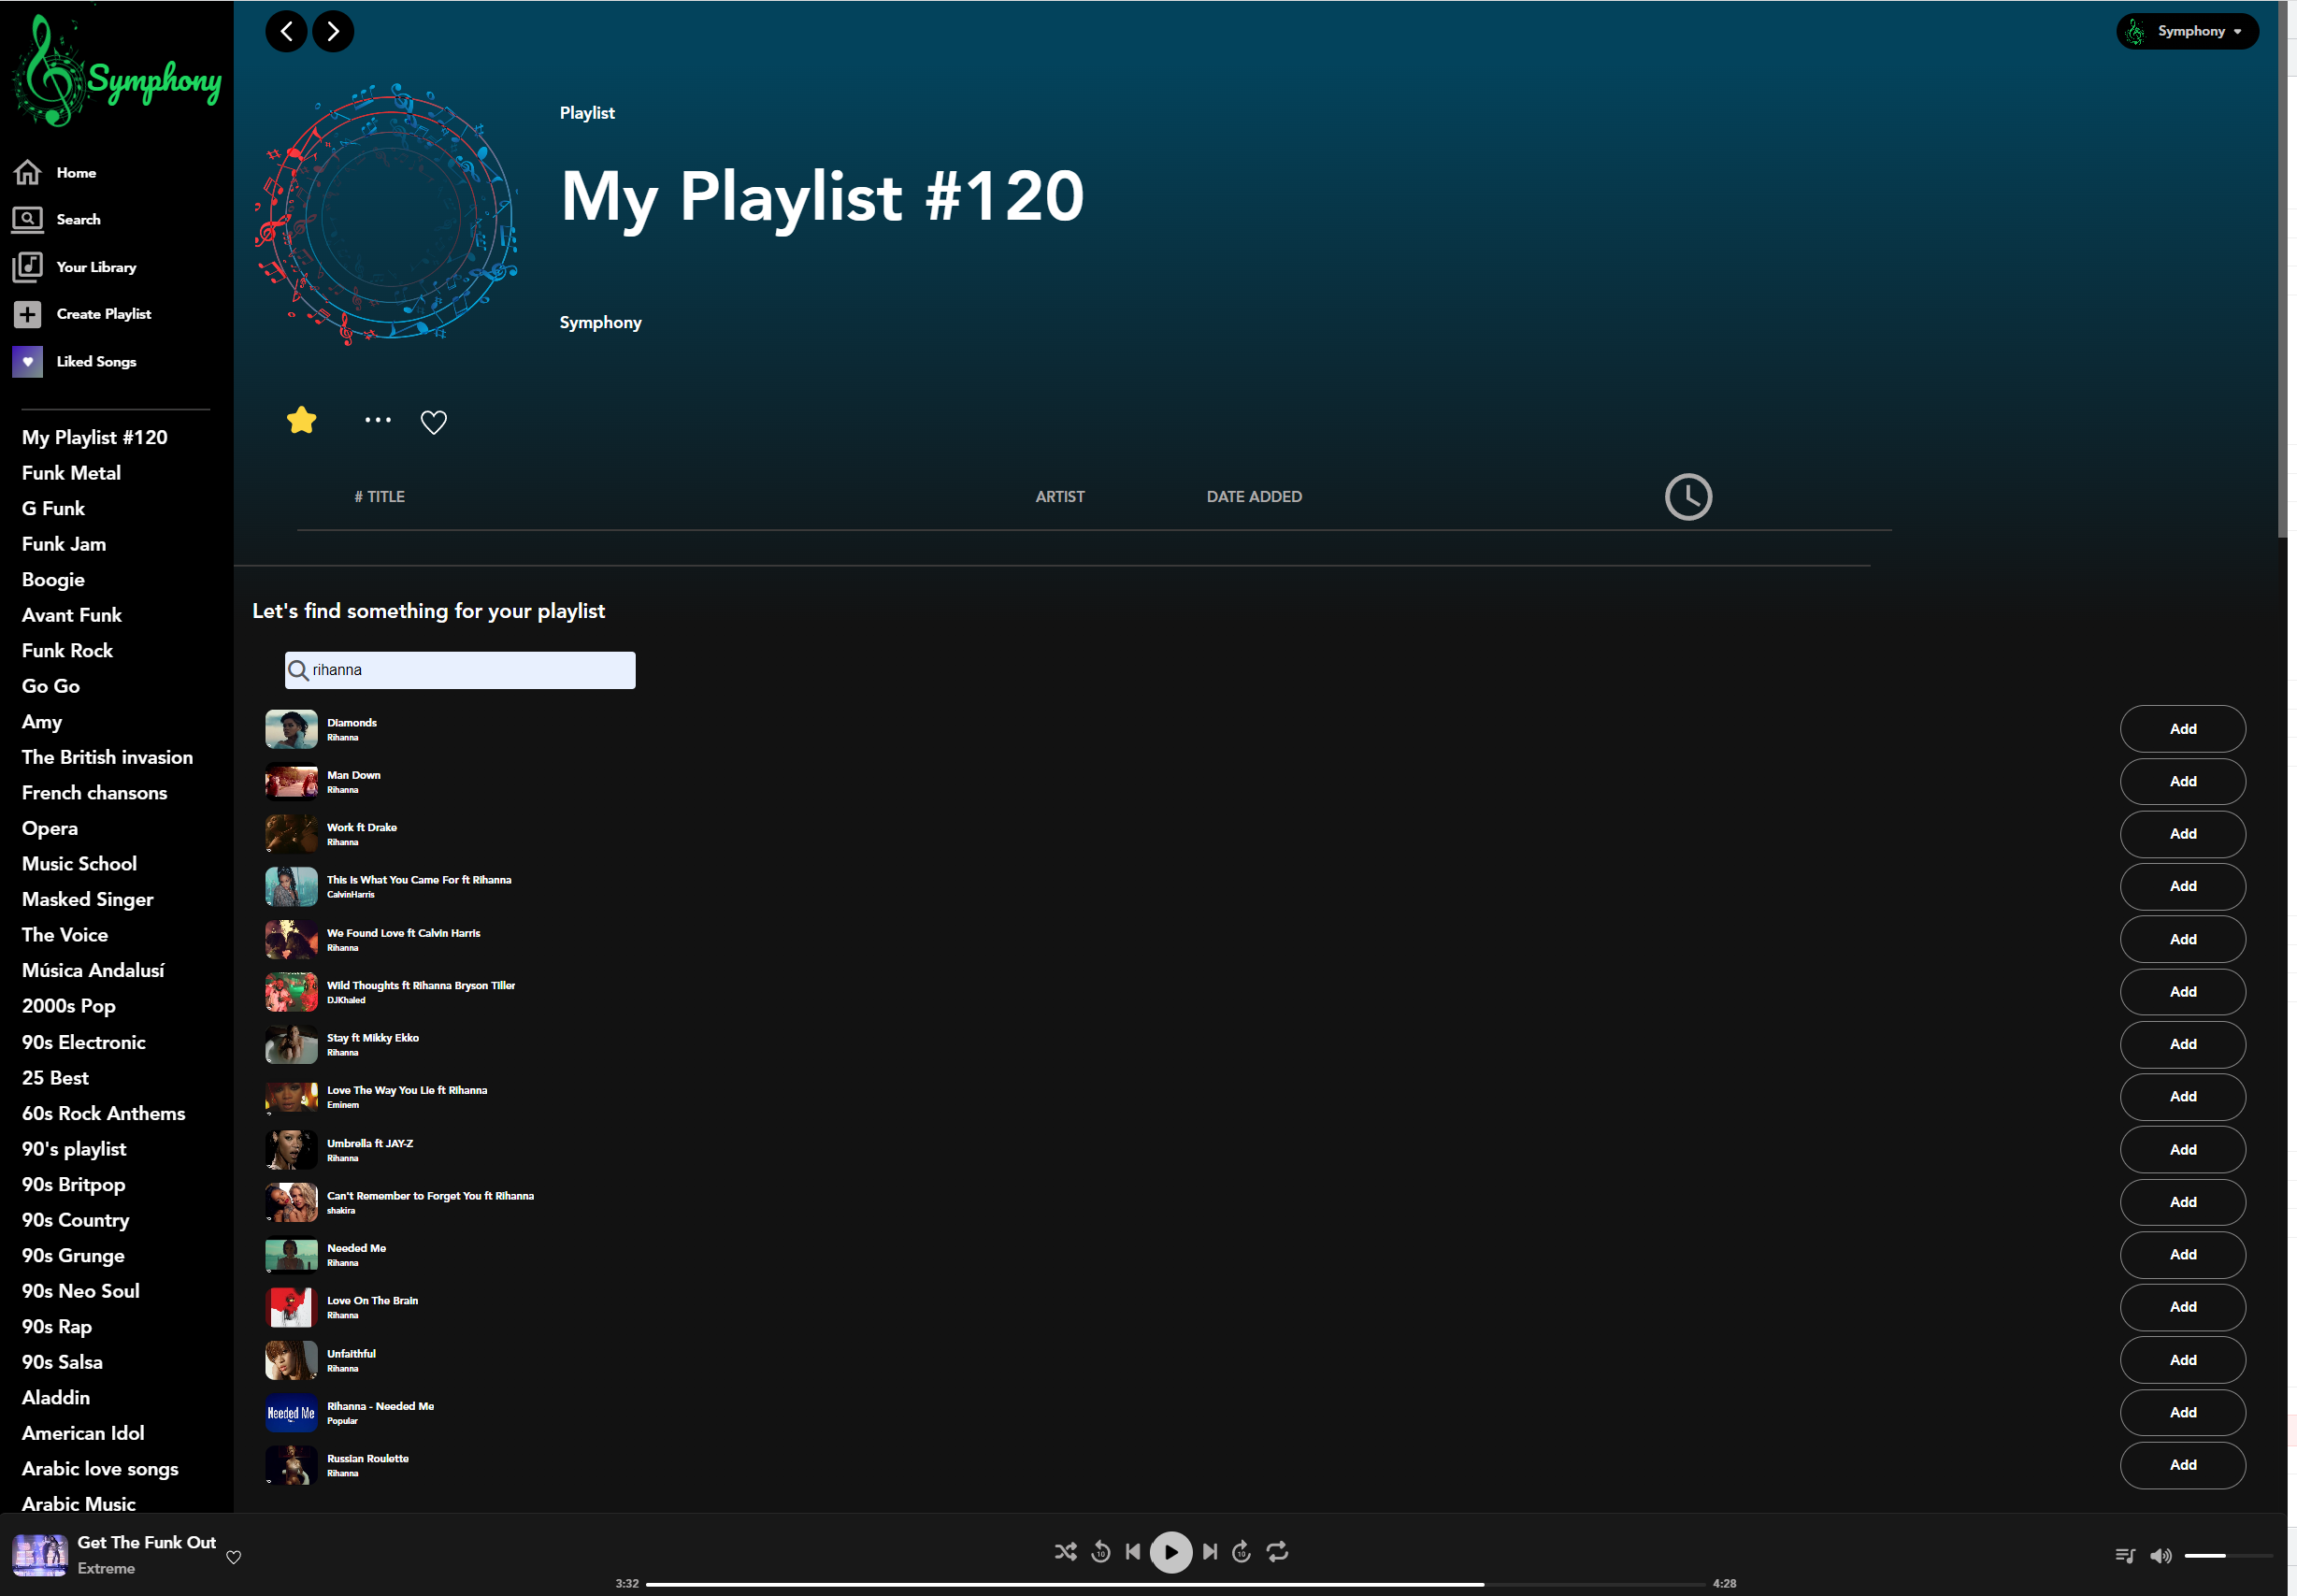 Symphony
Home
Search
Your Library
Create Playlist
Liked Songs
My Playlist #120
Funk Metal
G Funk
Funk Jam
Boogie
Avant Funk
Funk Rock
Go Go
Amy
The British invasion
French chansons
Opera
Music School
Masked Singer
The Voice
Música Andalusí
2000s Pop
90s Electronic
25 Best
60s Rock Anthems
90's playlist
90s Britpop
90s Country
90s Grunge
90s Neo Soul
90s Rap
90s Salsa
Aladdin
American Idol
Arabic love songs
Arabic Music
Symphony
Playlist
My Playlist #120
Symphony
# TITLE ARTIST DATE ADDED
Let's find something for your playlist
rihanna
Diamonds
Rihanna
Add
Man Down
Rihanna
Add
Work ft Drake
Rihanna
Add
This Is What You Came For ft Rihanna
CalvinHarris
Add
We Found Love ft Calvin Harris
Rihanna
Add
Wild Thoughts ft Rihanna Bryson Tiller
DJKhaled
Add
Stay ft Mikky Ekko
Rihanna
Add
Love The Way You Lie ft Rihanna
Eminem
Add
Umbrella ft JAY-Z
Rihanna
Add
Can't Remember to Forget You ft Rihanna
shakira
Add
Needed Me
Rihanna
Add
Love On The Brain
Rihanna
Add
Unfaithful
Rihanna
Add
Needed Me
Rihanna - Needed Me
Popular
Add
Russian Roulette
Rihanna
Add
Get The Funk Out
Extreme
10 10
3:32 4:28